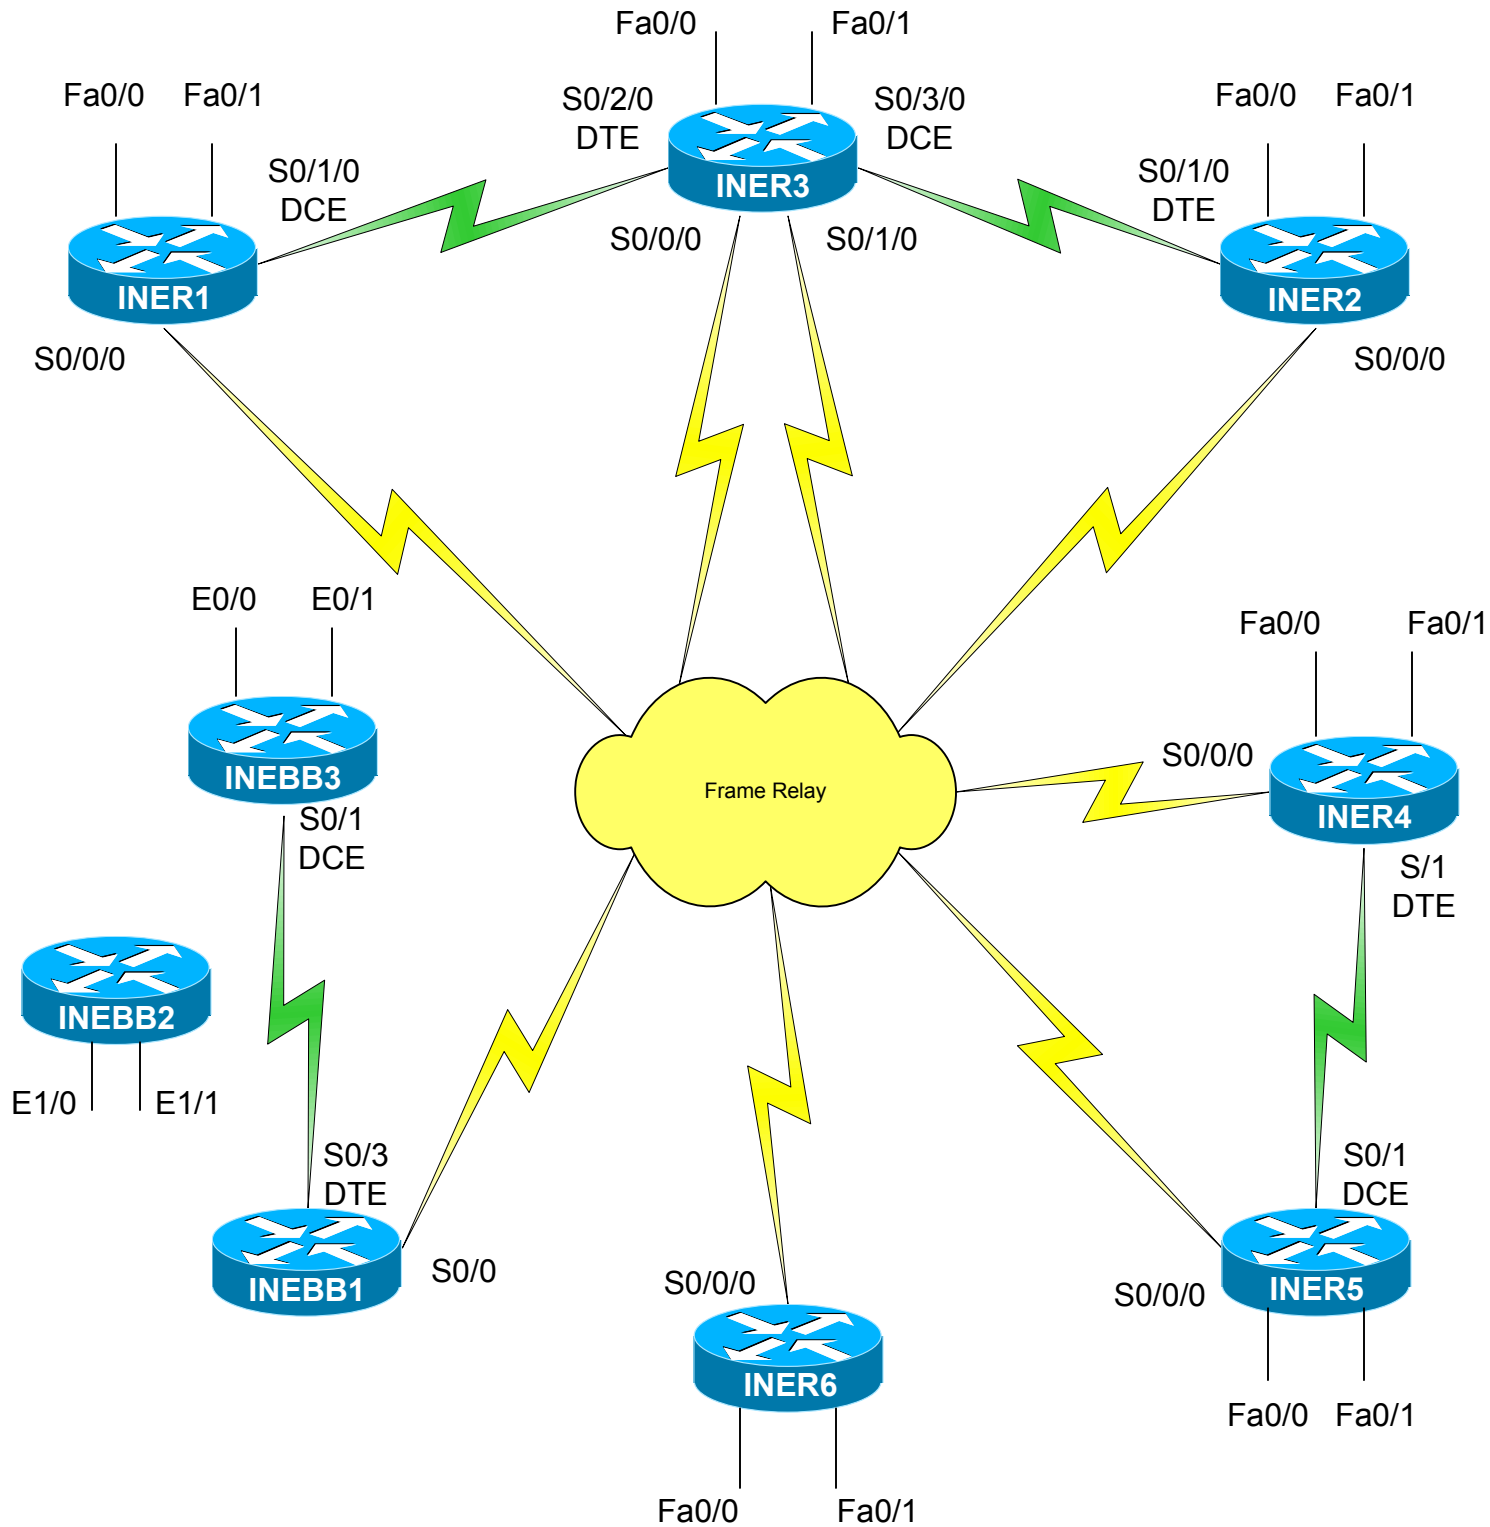 Fa0/0
Fa0/1
Fa0/0
Fa0/1
S0/2/0
DTE
S0/3/0
DCE
Fa0/0
Fa0/1
S0/1/0
DCE
INER3
S0/1/0
DTE
S0/0/0
S0/1/0
INER1
INER2
S0/0/0
S0/0/0
E0/0
E0/1
Fa0/0
Fa0/1
S0/0/0
INEBB3
Frame Relay
INER4
S0/1
DCE
S/1
DTE
INEBB2
E1/0
E1/1
S0/3
DTE
S0/1
DCE
INEBB1
S0/0
S0/0/0
S0/0/0
INER5
INER6
Fa0/0
Fa0/1
Fa0/0
Fa0/1